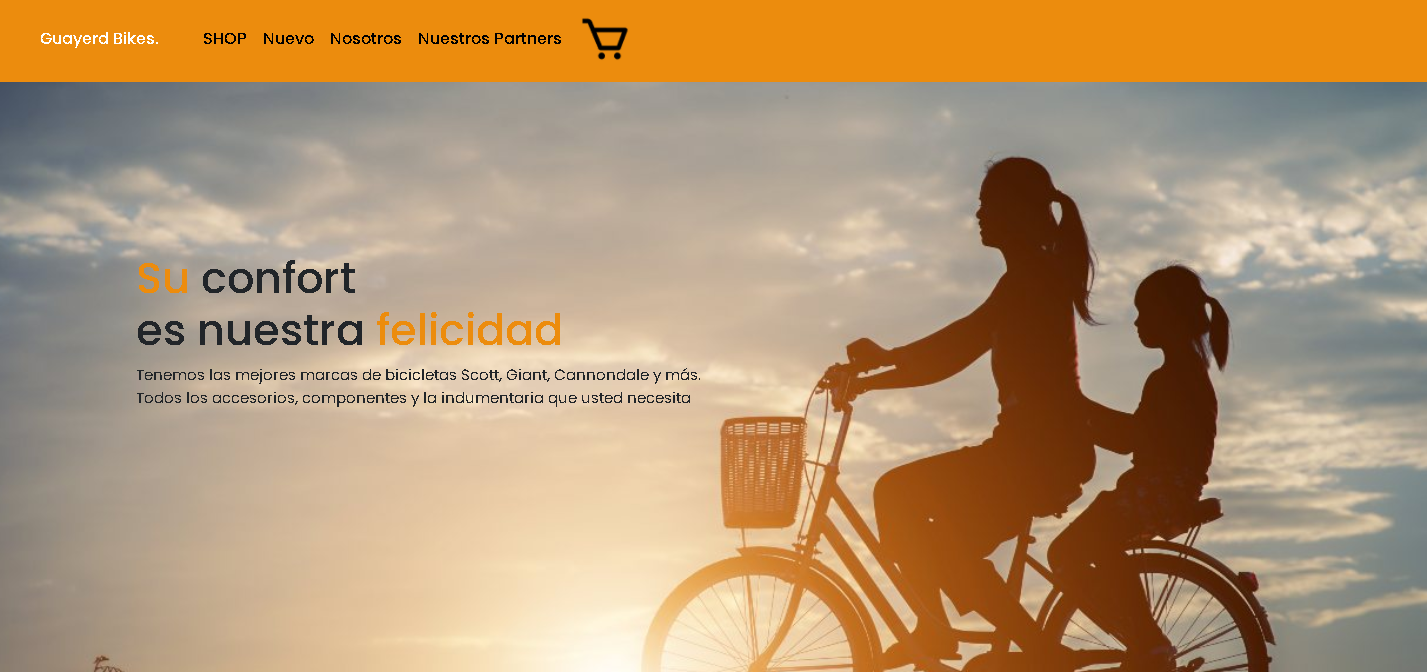 Guayerd Bikes. SHOP Nuevo Nosotros Nuestros Partners
Su confort
es nuestra felicidad
Tenemos las mejores marcas de bicicletas Scott, Giant, Cannondale y más.
Todos los accesorios, componentes y la indumentaria que usted necesita